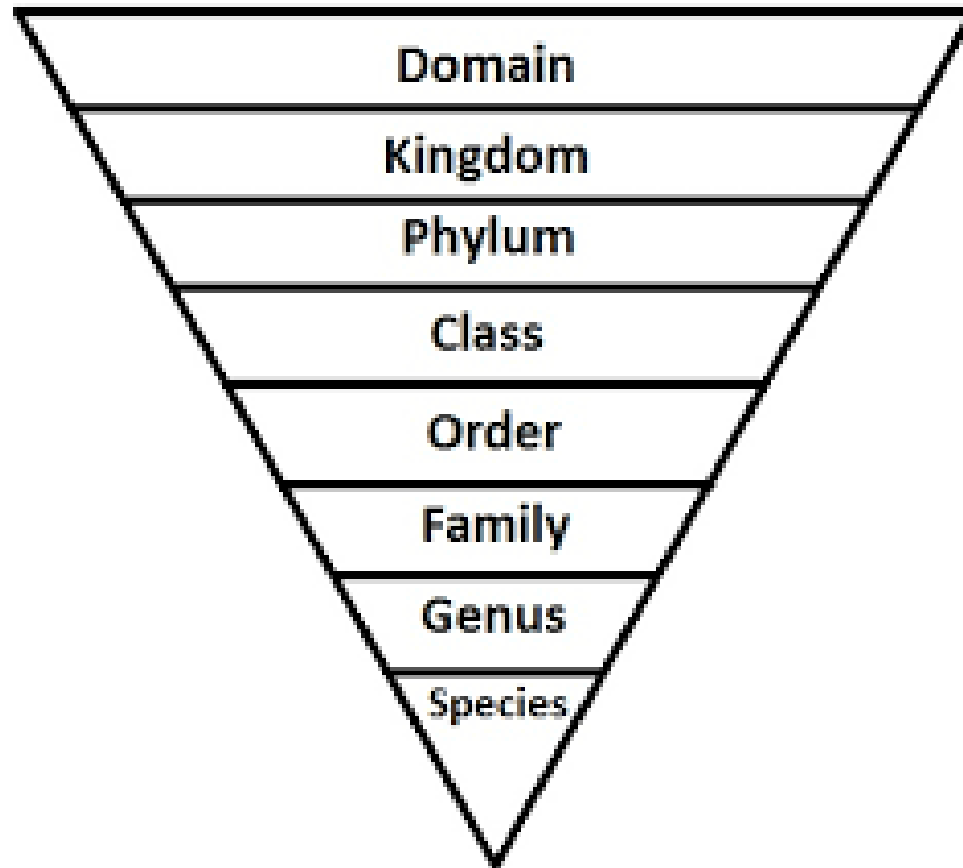 Domain
Kingdom
Phylum
Class
Order
Family
Genus
Species